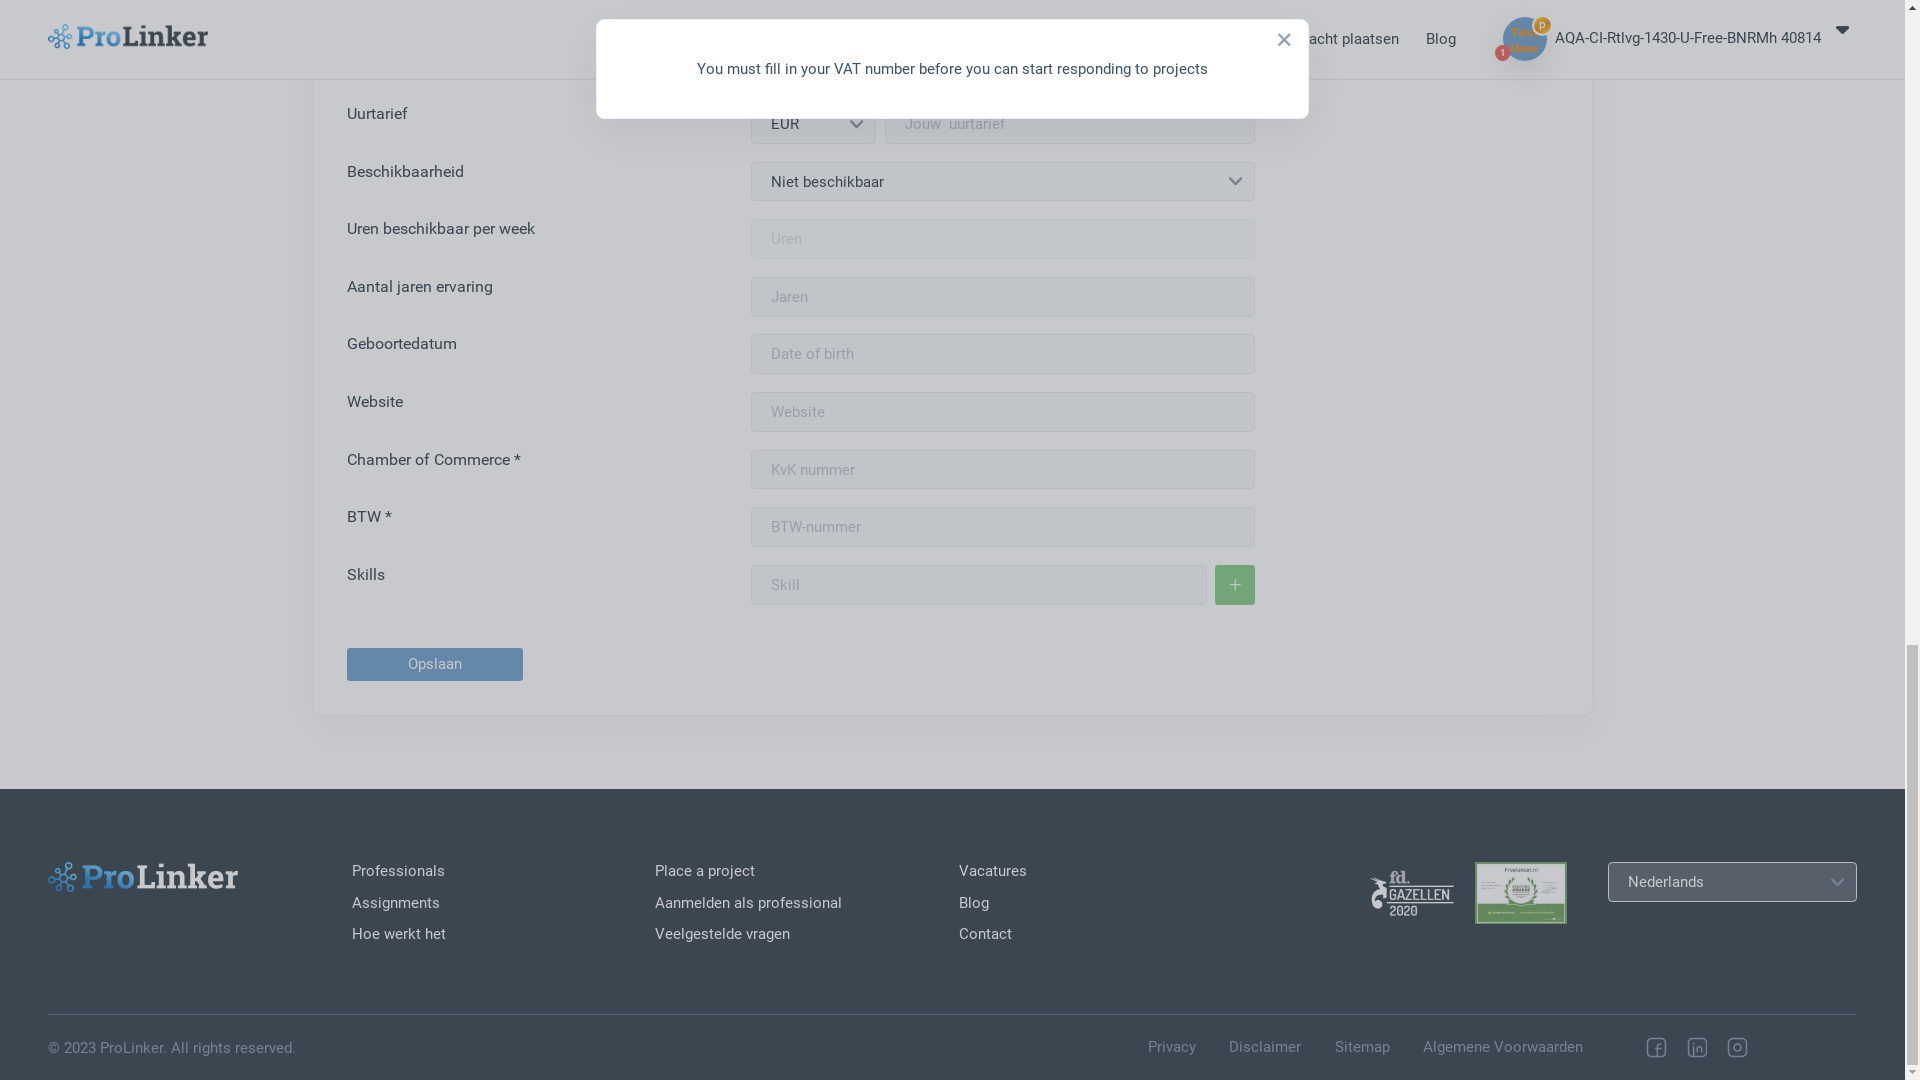 ProLinker
acht plaatsen
Blog
p
1
AQA-CI-Rtlvg-1430-U-Free-BNRMh 40814
You must fill in your VAT number before you can start responding to projects
Uurtarief
EUR
Jouw uurtarief
Beschikbaarheid
Niet beschikbaar
Uren beschikbaar per week
Uren
Aantal jaren ervaring
Jaren
Geboortedatum
Date of birth
Website
Website
Chamber of Commerce *
KvK nummer
BTW *
BTW-nummer
Skills
Skill
Opslaan
ProLinker
Professionals
Assignments
Hoe werkt het
Place a project
Aanmelden als professional
Veelgestelde vragen
Vacatures
Blog
Contact
fd.
GAZELLEN
2020
Freelancer.nl
Nederlands
© 2023 ProLinker. All rights reserved.
Privacy
Disclaimer
Sitemap
Algemene Voorwaarden